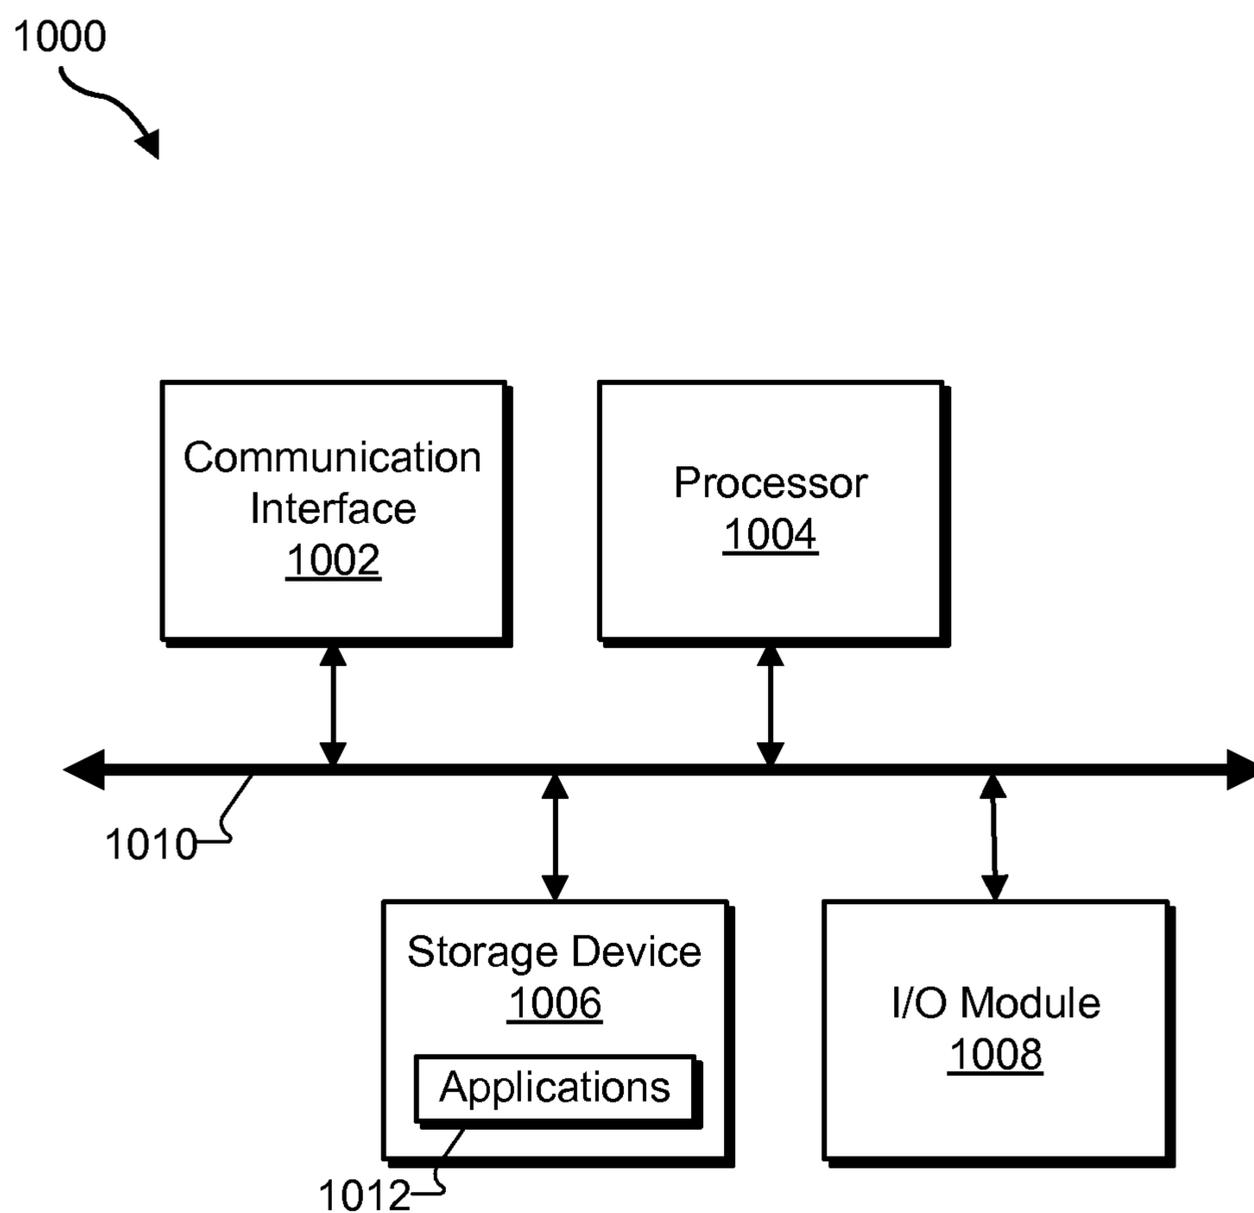 1000
Communication
Interface
1002
Processor
1004
1010
Storage Device
1006
Applications
1012
I/O Module
1008